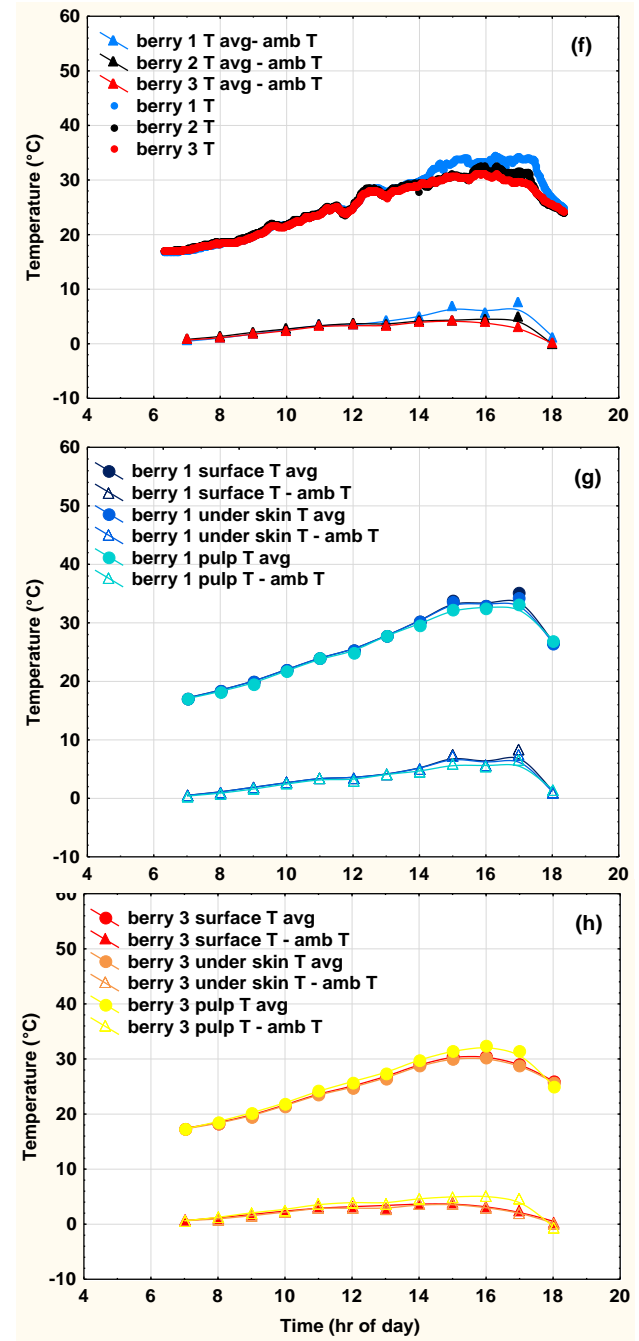 60
(f)
berry 1 T avg- amb T
berry 2 T avg - amb T
berry 3 T avg - amb T
berry 1 T
berry 2 T
berry 3 T
50
40
30
20
10
0
-10
Temperature (°C)
4 6 8 10 12 14 16 18 20
60
(g)
berry 1 surface T avg
berry 1 surface T - amb T
berry 1 under skin T avg
berry 1 under skin T - amb T
berry 1 pulp T avg
berry 1 pulp T - amb T
50
40
30
20
10
0
-10
Temperature (°C)
4 6 8 10 12 14 16 18 20
60
(h)
berry 3 surface T avg
berry 3 surface T - amb T
berry 3 under skin T avg
berry 3 under skin T - amb T
berry 3 pulp T avg
berry 3 pulp T - amb T
50
40
30
20
10
0
-10
Temperature (°C)
4 6 8 10 12 14 16 18 20
Time (hr of day)